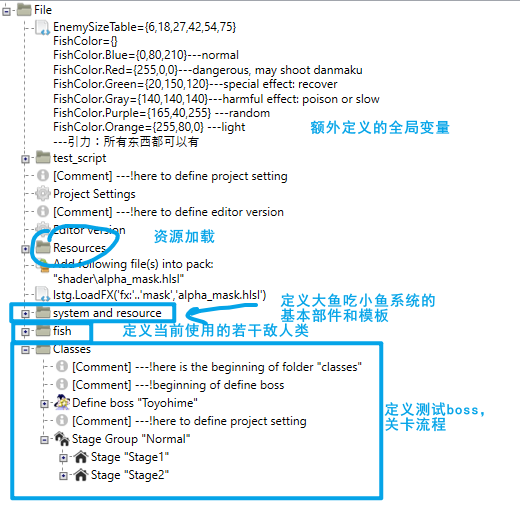 File
EnemySizeTable={6,18,27,42,54,75}
FishColor={}
FishColor.Blue={0,80,210}---normal
FishColor.Red={255,0,0}---dangerous, may shoot danmaku
FishColor.Green={20,150,120}---special effect: recover
FishColor.Gray={140,140,140}---harmful effect: poison or slow
FishColor.Purple={165,40,255} ---random
FishColor.Orange={255,80,0} ---light
额外定义的全局变量
---引力：所有东西都可以有
test_script
[Comment] ---!here to define project setting
Project Settings
[Comment] ---!here to define editor version
Editor version
资源加载
Resources
Add following file(s) into pack:
"shader\alpha_mask.hlsl"
lstg.LoadFX('fx:'..'mask','alpha_mask.hlsl')
定义大鱼吃小鱼系统的
基本部件和模板
system and resource
fish
定义当前使用的若干敌人类
Classes
[Comment] ---!here is the beginning of folder "classes"
[Comment] ---!beginning of define boss
Define boss "Toyohime"
定义测试boss，
关卡流程
[Comment] ---!here to define project setting
Stage Group "Normal"
Stage "Stage1"
Stage "Stage2"